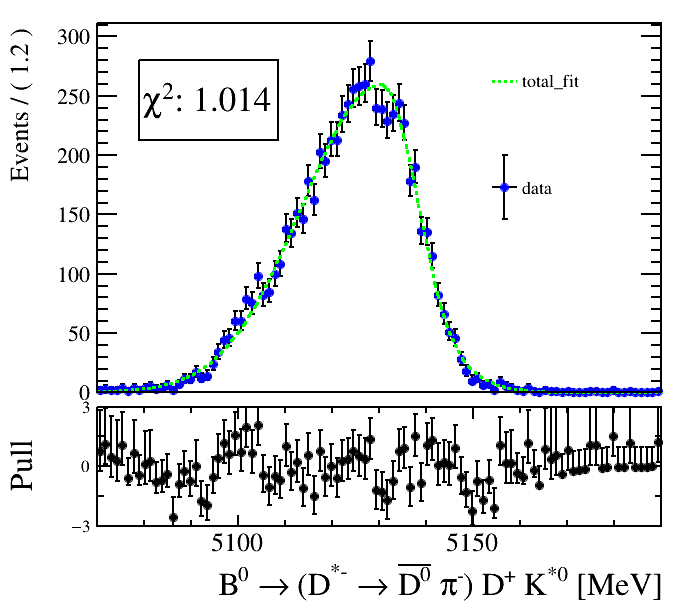 Events / ( 1.2 )
300
250
200
150
100
50
0
χ²: 1.014
total_fit
data
Pull
3
0
−3
5100
5150
B⁰ → (D*⁻ → D̅⁰ π⁻) D⁺ K*⁰ [MeV]